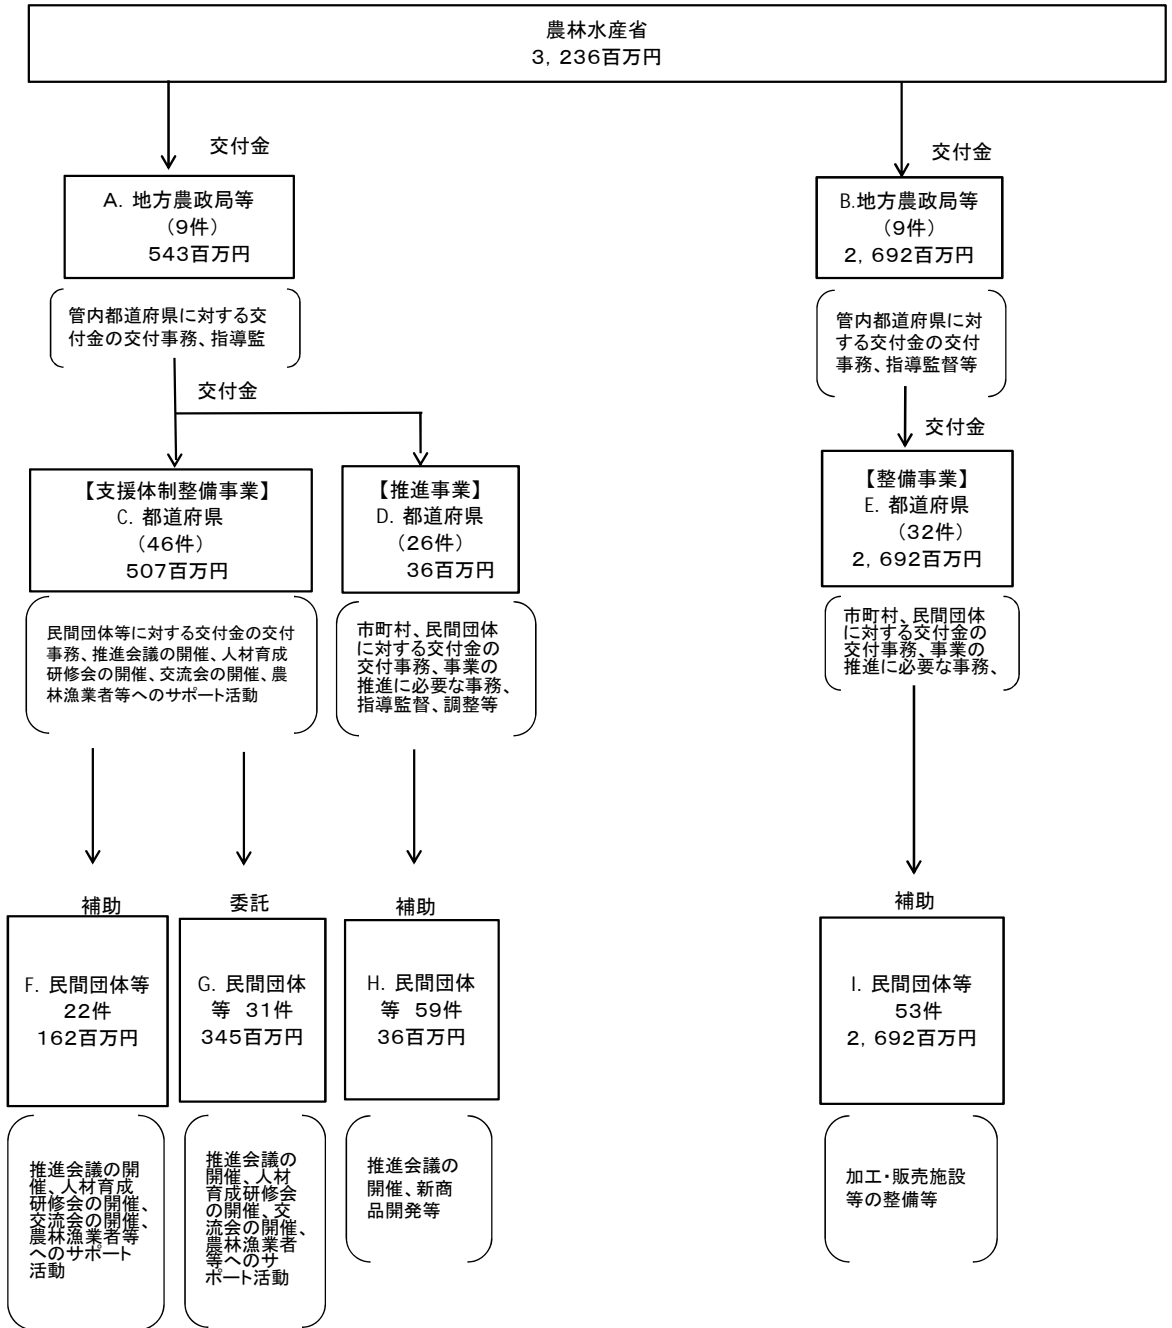 農林水産省
3，236百万円
交付金
交付金
A．地方農政局等
（9件）
543百万円
B.地方農政局等
（9件）
2，692百万円
管内都道府県に対する交
付金の交付事務、指導監
管内都道府県に対
する交付金の交付
事務、指導監督等
交付金
交付金
【支援体制整備事業】
C．都道府県
（46件）
507百万円
【推進事業】
D．都道府県
（26件）
36百万円
【整備事業】
E．都道府県
（32件）
2，692百万円
民間団体等に対する交付金の交付
事務、推進会議の開催、人材育成
研修会の開催、交流会の開催、農
林漁業者等へのサポート活動
市町村、民間団体
に対する交付金の
交付事務、事業の
推進に必要な事務、
指導監督、調整等
市町村、民間団体
に対する交付金の
交付事務、事業の
推進に必要な事務、
補助
委託
補助
補助
F．民間団体等
22件
162百万円
G．民間団体
等　31件
345百万円
H．民間団体
等　59件
36百万円
I．民間団体等
53件
2，692百万円
推進会議の開
催、人材育成
研修会の開催、
交流会の開催、
農林漁業者等
へのサポート
活動
推進会議の
開催、人材
育成研修会
の開催、交
流会の開催、
農林漁業者
等へのサ
ポート活動
推進会議の
開催、新商
品開発等
加工・販売施設
等の整備等